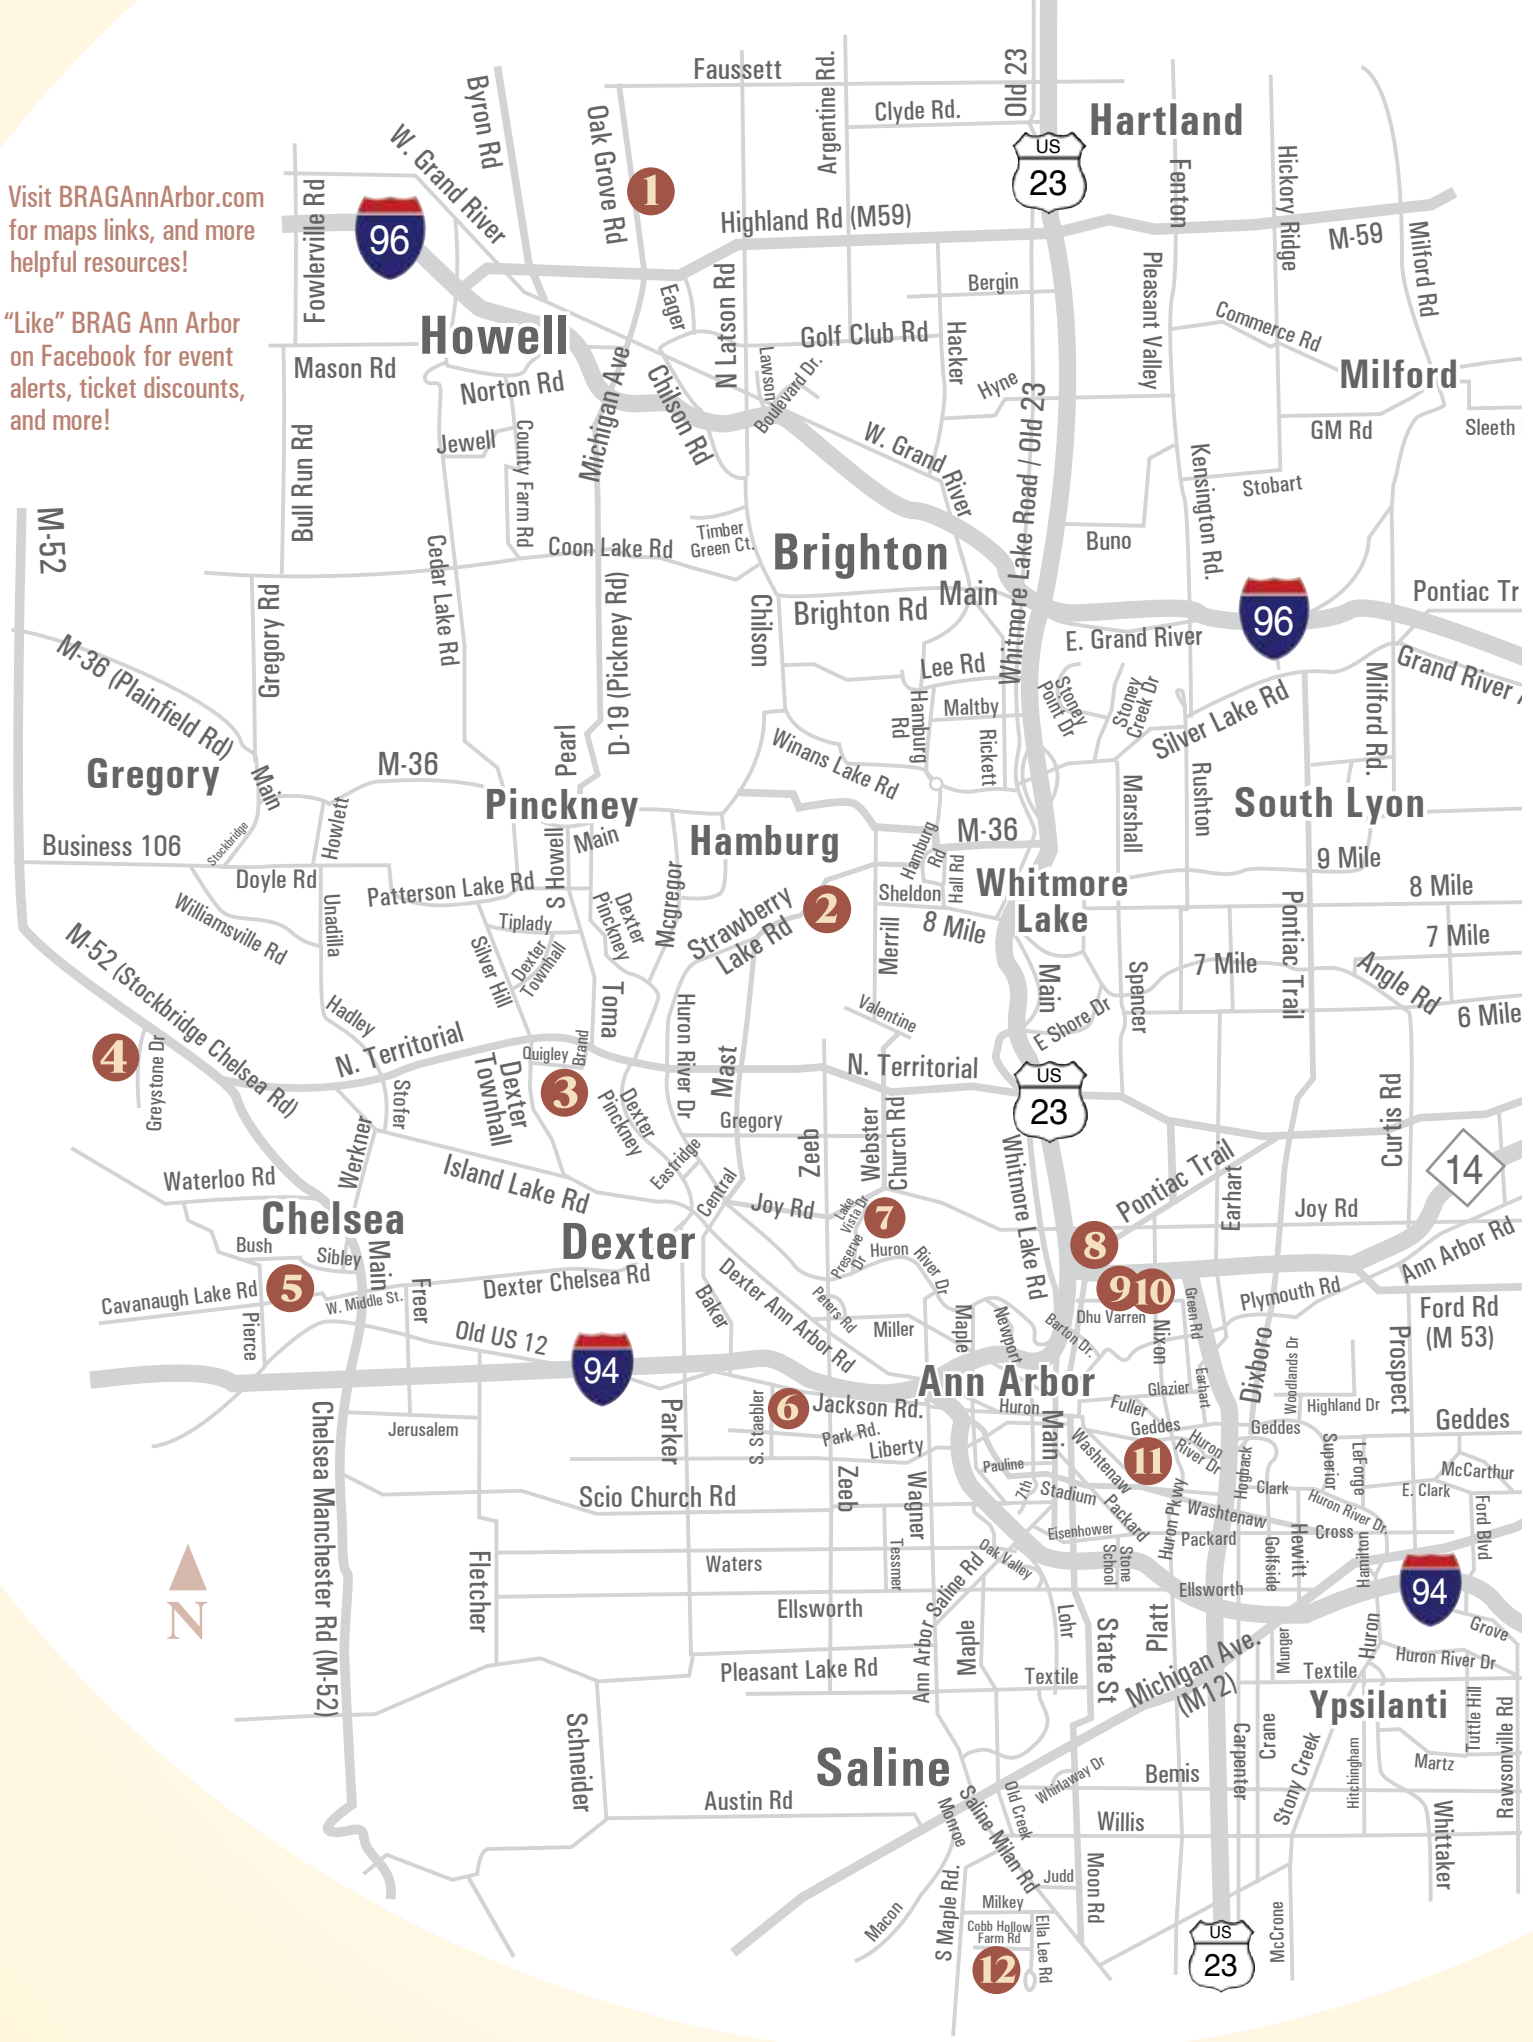 Faussett
Old 23
Argentine Rd.
Clyde Rd.
Hartland
Byron Rd
Oak Grove Rd
W. Grand River
US
23
Fenton
Hickory Ridge
Visit BRAGAnnArbor.com
for maps links, and more
helpful resources!
“Like” BRAG Ann Arbor
on Facebook for event
alerts, ticket discounts,
and more!
Fowlerville Rd
96
1
Highland Rd (M59)
M-59
Milford Rd
Eager
N Latson Rd
Bergin
Pleasant Valley
Commerce Rd
Howell
Golf Club Rd
Hacker
Mason Rd
Norton Rd
Michigan Ave
Chilson Rd
Lawson
Boulevard Dr.
Hyne
Milford
Whitmore Lake Road / Old 23
GM Rd
Sleeth
Jewell
County Farm Rd
W. Grand River
Bull Run Rd
Kensington Rd.
Stobart
M-52
Cedar Lake Rd
Coon Lake Rd
Timber
Green Ct.
Brighton
Buno
Gregory Rd
D-19 (Pickney Rd)
Chilson
Brighton Rd
Main
96
Pontiac Tr
E. Grand River
M-36 (Plainfield Rd)
Lee Rd
Grand River
Milford Rd.
Hamburg
Rd
Maltby
Rickett
Stoney
Point Dr
Stoney
Creek Dr
Silver Lake Rd
Pearl
Winans Lake Rd
Gregory
Main
M-36
Pinckney
Marshall
Rushton
South Lyon
Howlett
Stockbridge
Business 106
S Howell
Main
Hamburg
Hamburg
Rd
M-36
9 Mile
Doyle Rd
Patterson Lake Rd
Mcgregor
Hall Rd
Whitmore
Lake
8 Mile
Sheldon
Williamsville Rd
Unadilla
Tiplady
Dexter
Pinckney
Strawberry
Lake Rd
2
Merrill
8 Mile
Pontiac Trail
7 Mile
M-52 (Stockbridge Chelsea Rd)
Silver Hill
Dexter
Townhall
7 Mile
Angle Rd
Main
Spencer
Hadley
Toma
Huron River Dr
Valentine
E Shore Dr
6 Mile
4
Greystone Dr
N. Territorial
Quigley
Brand
Mast
N. Territorial
US
23
3
Dexter
Townhall
Stofer
Dexter
Pinckney
Gregory
Webster
Church Rd
Curtis Rd
Werkner
Zeeb
Eastridge
Whitmore Lake Rd
Pontiac Trail
14
Waterloo Rd
Island Lake Rd
Central
Joy Rd
Lake
Vista Dr
7
Earhart
Joy Rd
Chelsea
Dexter
Preserve
Dr
Huron
River Dr
8
Ann Arbor Rd
Bush
Sibley
Main
5
Cavanaugh Lake Rd
W. Middle St.
Freer
Dexter Chelsea Rd
Baker
Dexter Ann Arbor Rd
Peters Rd
9
10
Dhu Varren
Green Rd
Plymouth Rd
Ford Rd
(M 53)
Pierce
Old US 12
Miller
Maple
Newport
Barton Dr.
Nixon
Dixboro
Woodlands Dr
Prospect
94
Ann Arbor
Glazier
Earhart
Chelsea Manchester Rd (M-52)
Jerusalem
Parker
S. Staebler
6
Jackson Rd.
Park Rd.
Liberty
Huron
Main
Fuller
Geddes
Geddes
Highland Dr
Geddes
Washtenaw
11
Huron
River Dr
Hogback
Superior
LeForge
McCarthur
Pauline
Zeeb
Wagner
7th
Stadium
Packard
Huron Pkwy
Clark
E. Clark
Scio Church Rd
Washtenaw
Huron River Dr.
Ford Blvd
Eisenhower
Packard
Hewitt
Cross
Fletcher
Waters
Tessmer
Oak Valley
Stone
School
Golfside
Hamilton
94
N
Ann Arbor Saline Rd
Ellsworth
Ellsworth
Grove
Lohr
State St
Platt
Maple
Michigan Ave.
(M12)
Munger
Huron
Huron River Dr
Pleasant Lake Rd
Textile
Textile
Ypsilanti
Schneider
Saline
Carpenter
Crane
Stony Creek
Hitchingham
Tuttle Hill
Rawsonville Rd
Martz
Bemis
Whirlaway Dr
Austin Rd
Monroe
Saline Milan Rd
Old Creek
Willis
Whittaker
Judd
Moon Rd
Macon
S Maple Rd.
Milkey
Cobb Hollow
Farm Rd
Ella Lee Rd
12
McCrone
US
23